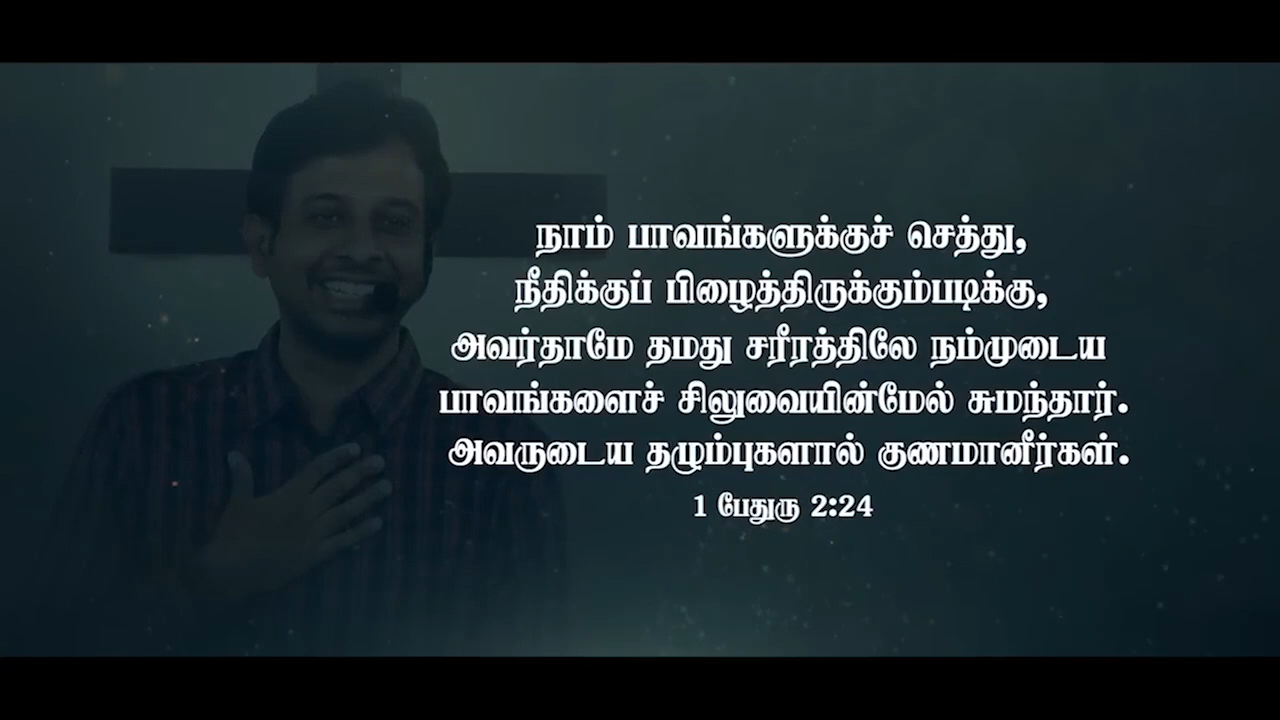 நாம் பாவங்களுக்குச் செத்து,
நீதிக்குப் பிழைத்திருக்கும்படிக்கு,
அவர்தாமே தமது சரீரத்திலே நம்முடைய
பாவங்களைச் சிலுவையின்மேல் சுமந்தார்.
அவருடைய தழும்புகளால் குணமானீர்கள்.
1 பேதுரு 2:24